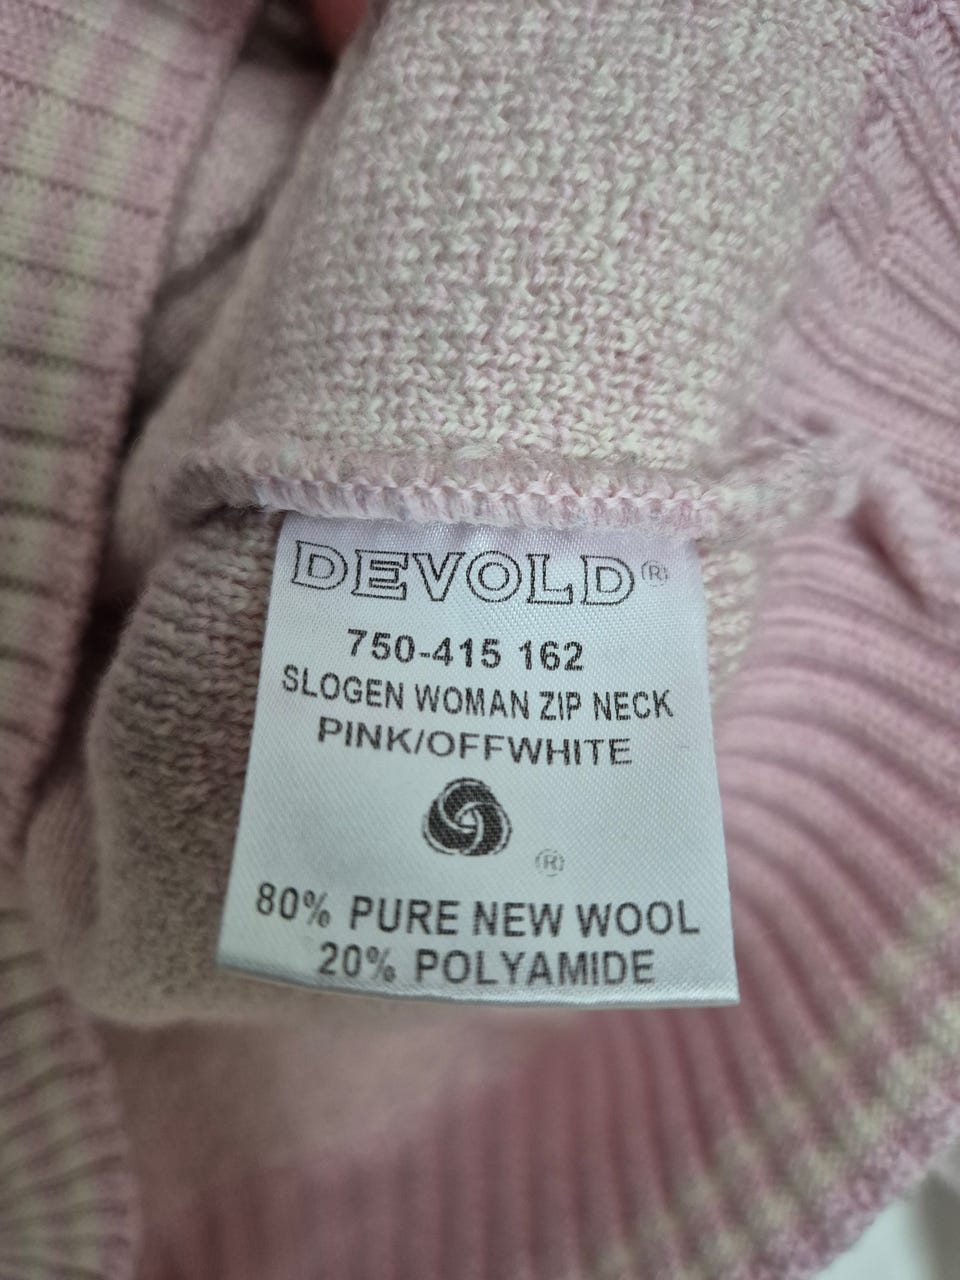 DEVOLD®
750-415 162
SLOGEN WOMAN ZIP NECK
PINK/OFFWHITE
®
80% PURE NEW WOOL
20% POLYAMIDE